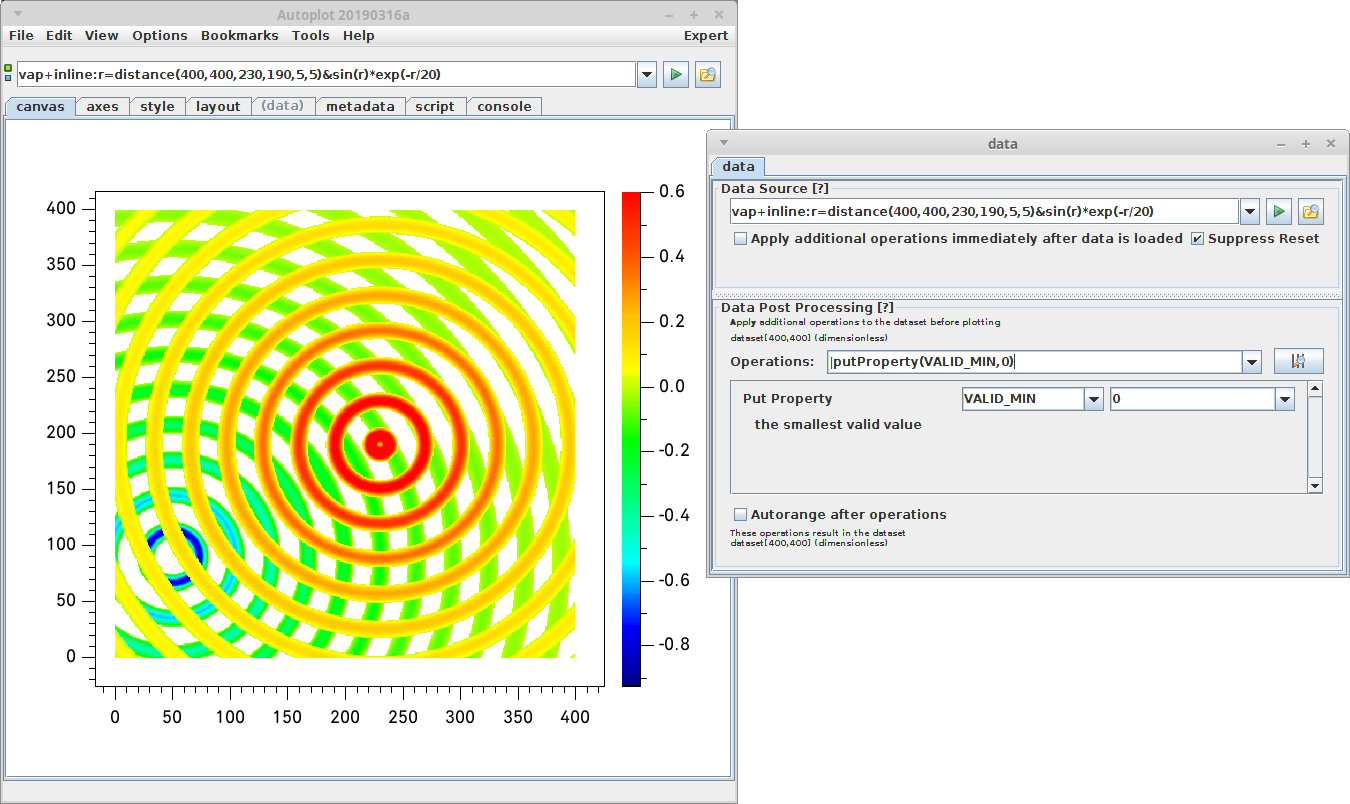 Autoplot 20190316a
File Edit View Options Bookmarks Tools Help Expert
vap+inline:r=distance(400,400,230,190,5,5)&sin(r)*exp(-r/20)
canvas axes style layout (data) metadata script console
400
350
300
250
200
150
100
50
0
0 50 100 150 200 250 300 350 400
0.6
0.4
0.2
0.0
-0.2
-0.4
-0.6
-0.8
data
data
Data Source [?]
vap+inline:r=distance(400,400,230,190,5,5)&sin(r)*exp(-r/20)
Apply additional operations immediately after data is loaded Suppress Reset
Data Post Processing [?]
Apply additional operations to the dataset before plotting
dataset[400,400] (dimensionless)
Operations: |putProperty(VALID_MIN,0)
Put Property VALID_MIN 0
the smallest valid value
Autorange after operations
These operations result in the dataset
dataset[400,400] (dimensionless)